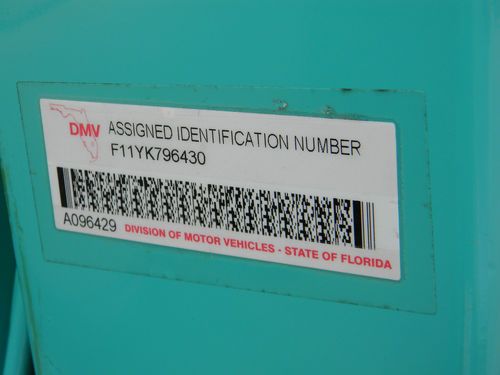 DMV ASSIGNED IDENTIFICATION NUMBER
F11YK796430
A096429 DIVISION OF MOTOR VEHICLES - STATE OF FLORIDA